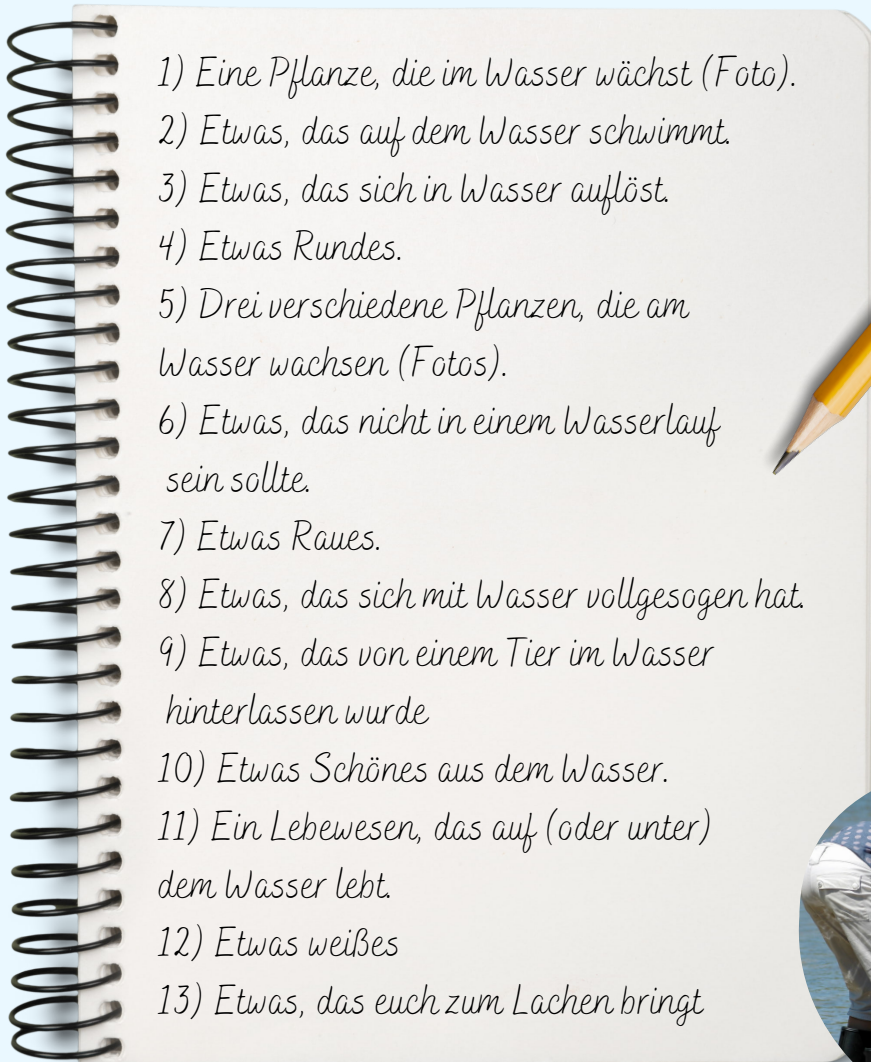 1) Eine Pflanze, die im Wasser wächst (Foto).
2) Etwas, das auf dem Wasser schwimmt.
3) Etwas, das sich in Wasser auflöst.
4) Etwas Rundes.
5) Drei verschiedene Pflanzen, die am
Wasser wachsen (Fotos).
6) Etwas, das nicht in einem Wasserlauf
sein sollte.
7) Etwas Raues.
8) Etwas, das sich mit Wasser vollgesogen hat.
9) Etwas, das von einem Tier im Wasser
hinterlassen wurde
10) Etwas Schönes aus dem Wasser.
11) Ein Lebewesen, das auf (oder unter)
dem Wasser lebt.
12) Etwas weißes
13) Etwas, das euch zum Lachen bringt